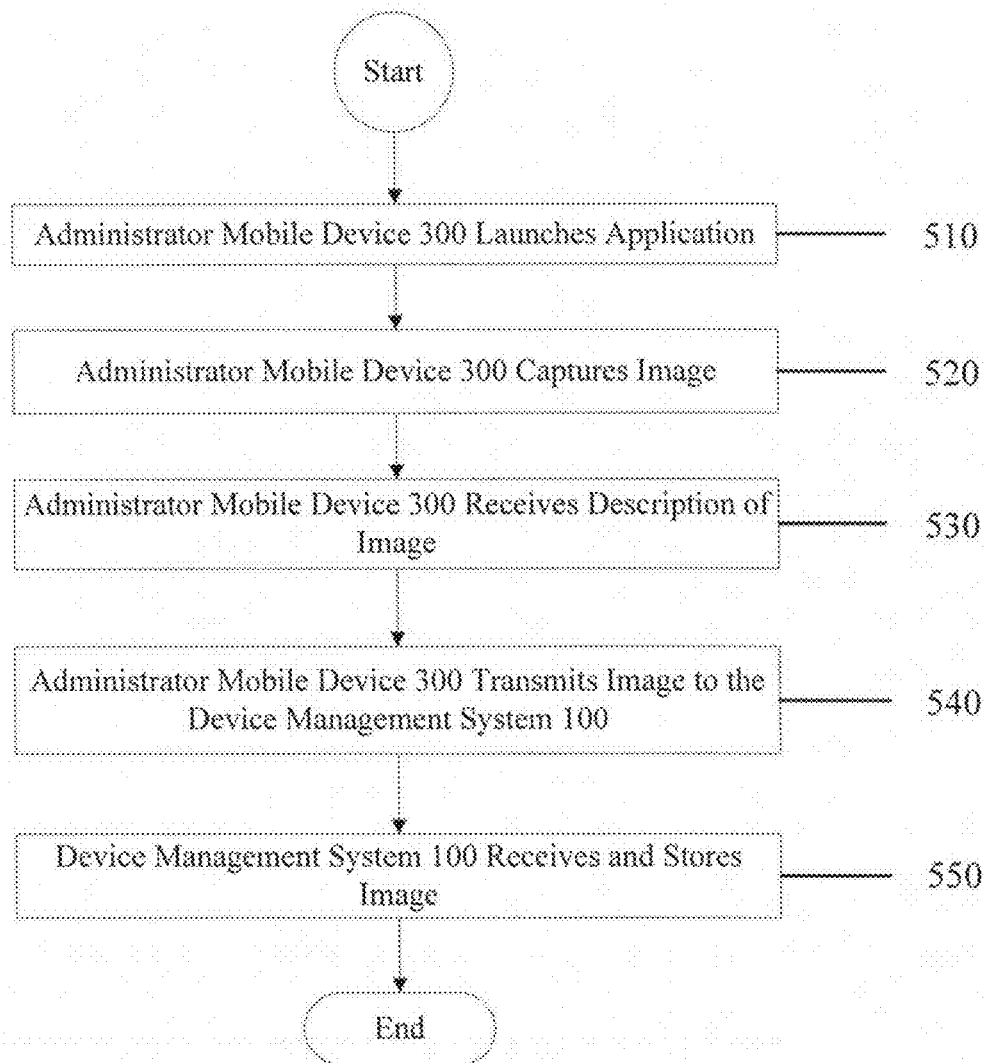 Start
Administrator Mobile Device 300 Launches Application
510
Administrator Mobile Device 300 Captures Image
520
Administrator Mobile Device 300 Receives Description of
Image
530
Administrator Mobile Device 300 Transmits Image to the
Device Management System 100
540
Device Management System 100 Receives and Stores
Image
550
End